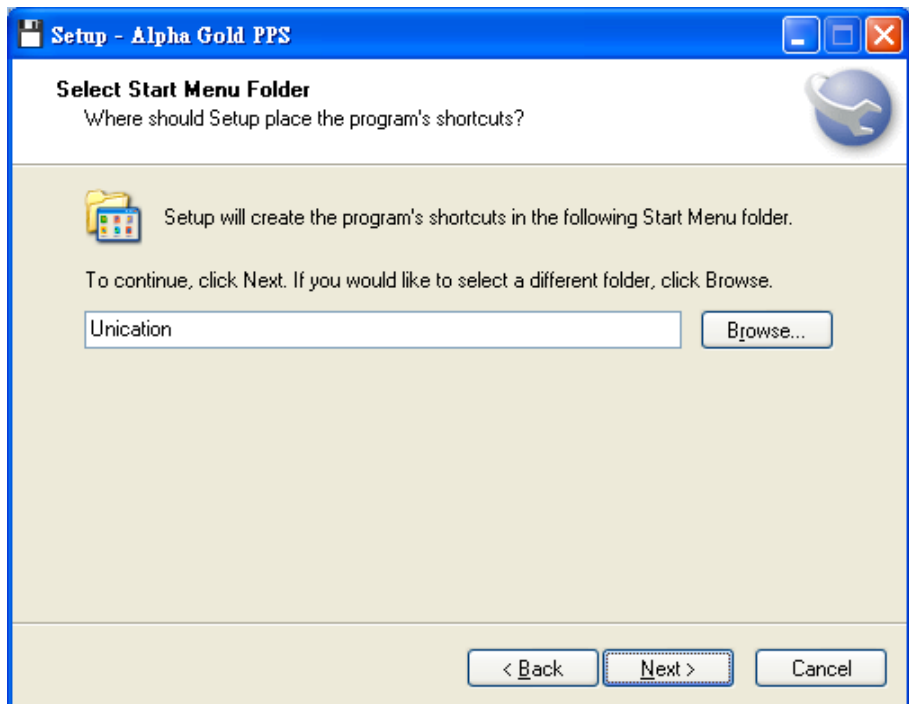 Setup - Alpha Gold PPS
Select Start Menu Folder
Where should Setup place the program's shortcuts?
Setup will create the program's shortcuts in the following Start Menu folder.
To continue, click Next. If you would like to select a different folder, click Browse.
Unication
Browse...
< Back
Next >
Cancel